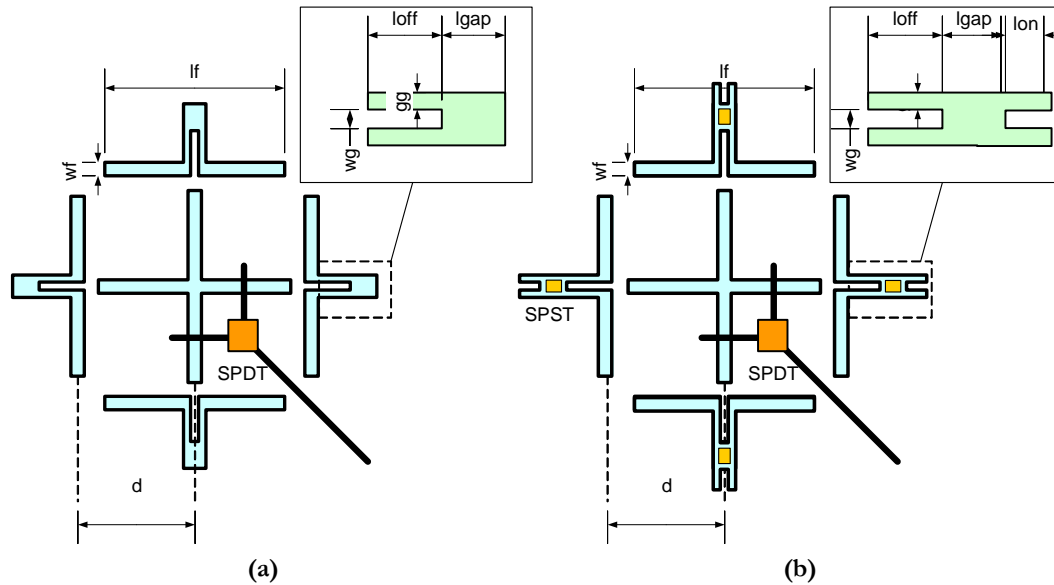 loff lgap
gg
wg
lf
wf
SPDT
d
(a)
loff lgap lon
wg
lf
wf
SPST
SPDT
d
(b)